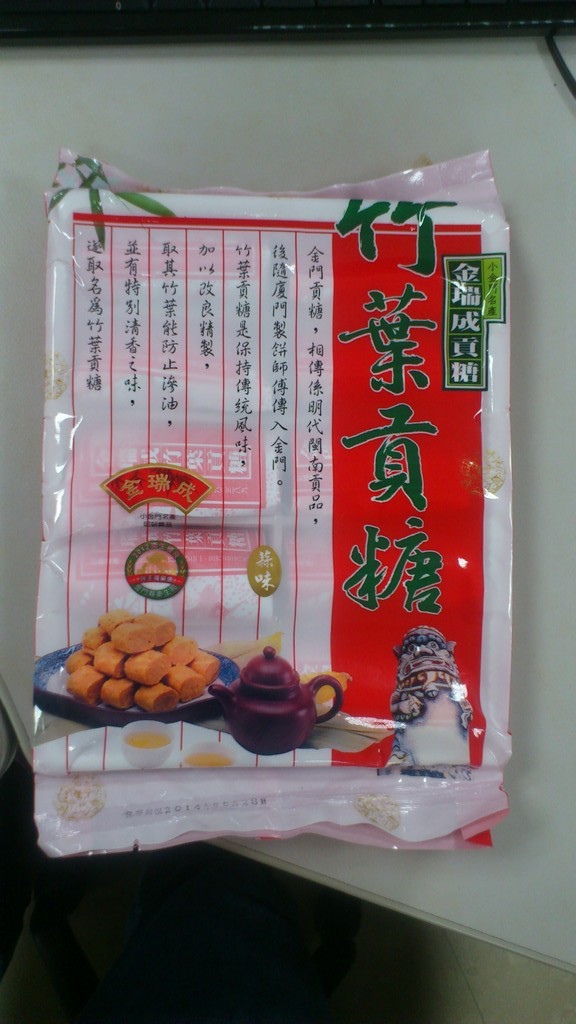 竹葉貢糖
小金門名產
金瑞成貢糖
金門貢糖，相傳係明代閩南貢品，
後隨廈門製餅師傅傳入金門。
竹葉貢糖是保持傳統風味，
加以改良精製，
取其竹葉能防止滲油，
並有特別清香之味，
遂取名為竹葉貢糖
金瑞成
蒜味